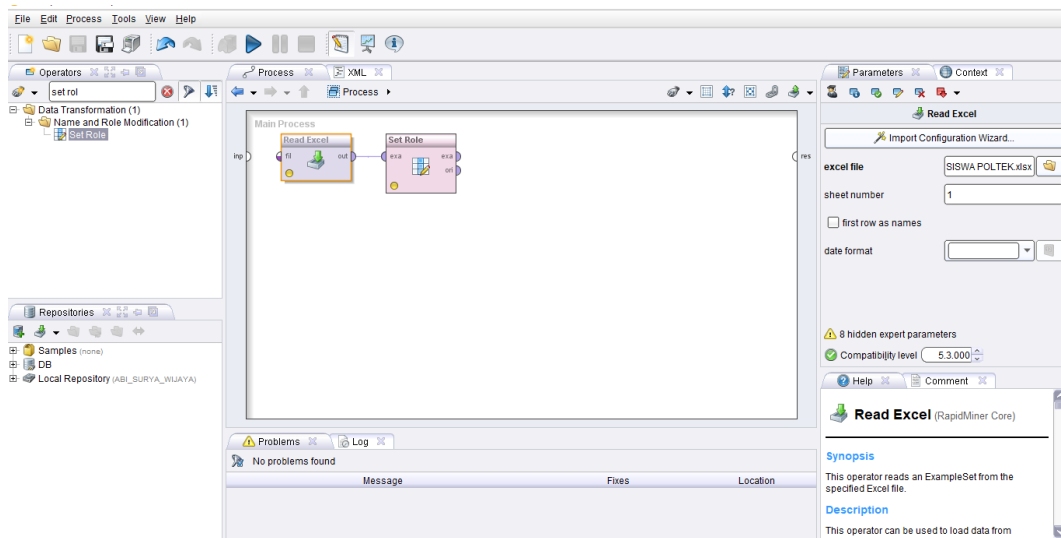 File Edit Process Tools View Help
Operators
set rol
Data Transformation (1)
Name and Role Modification (1)
Set Role
Repositories
Samples (none)
DB
Local Repository (ABI_SURYA_WIJAYA)
Process XML
Process
Main Process
Read Excel
Set Role
inp
fil
out
exa
exa
ori
res
Problems Log
No problems found
Message Fixes Location
Parameters Context
Read Excel
Import Configuration Wizard...
excel file SISWA POLTEK.xlsx
sheet number 1
first row as names
date format
8 hidden expert parameters
Compatibility level 5.3.000
Help Comment
Read Excel (RapidMiner Core)
Synopsis
This operator reads an ExampleSet from the
specified Excel file.
Description
This operator can be used to load data from